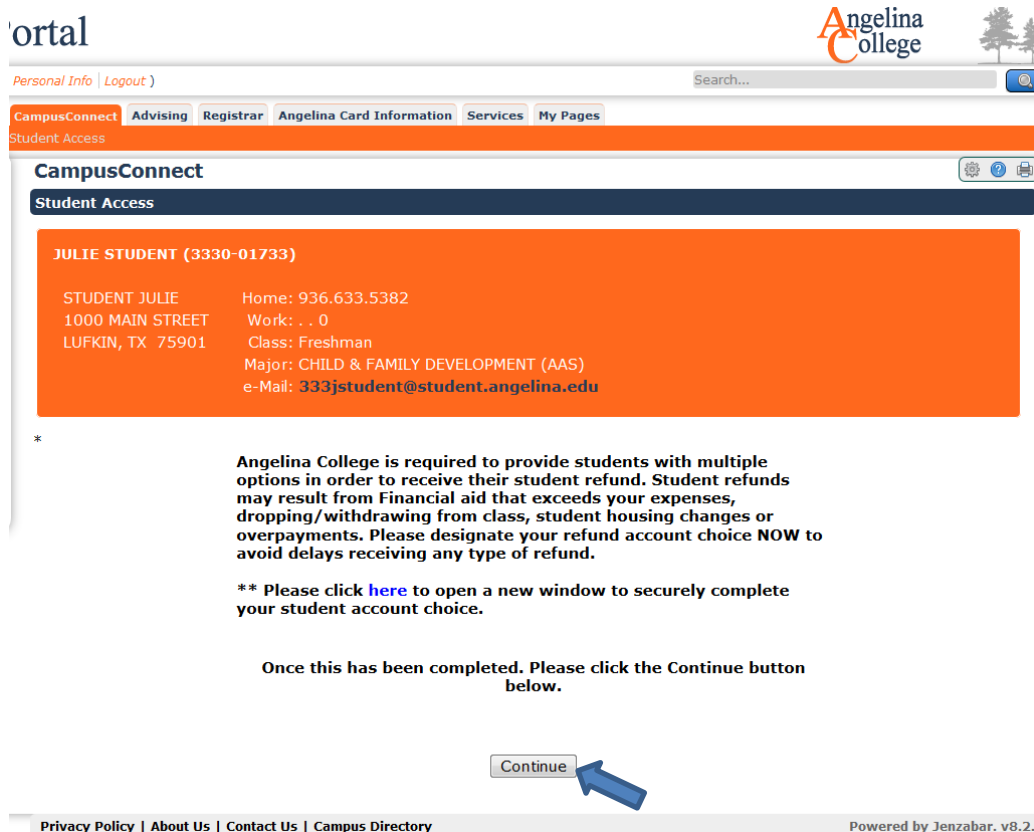 ortal
Angelina
College
Personal Info | Logout )
Search...
CampusConnect Advising Registrar Angelina Card Information Services My Pages
Student Access
CampusConnect
Student Access
JULIE STUDENT (3330-01733)
STUDENT JULIE Home: 936.633.5382
1000 MAIN STREET Work: . . 0
LUFKIN, TX 75901 Class: Freshman
Major: CHILD & FAMILY DEVELOPMENT (AAS)
e-Mail: 333jstudent@student.angelina.edu
*
Angelina College is required to provide students with multiple
options in order to receive their student refund. Student refunds
may result from Financial aid that exceeds your expenses,
dropping/withdrawing from class, student housing changes or
overpayments. Please designate your refund account choice NOW to
avoid delays receiving any type of refund.
** Please click here to open a new window to securely complete
your student account choice.
Once this has been completed. Please click the Continue button
below.
Continue
Privacy Policy | About Us | Contact Us | Campus Directory Powered by Jenzabar. v8.2.